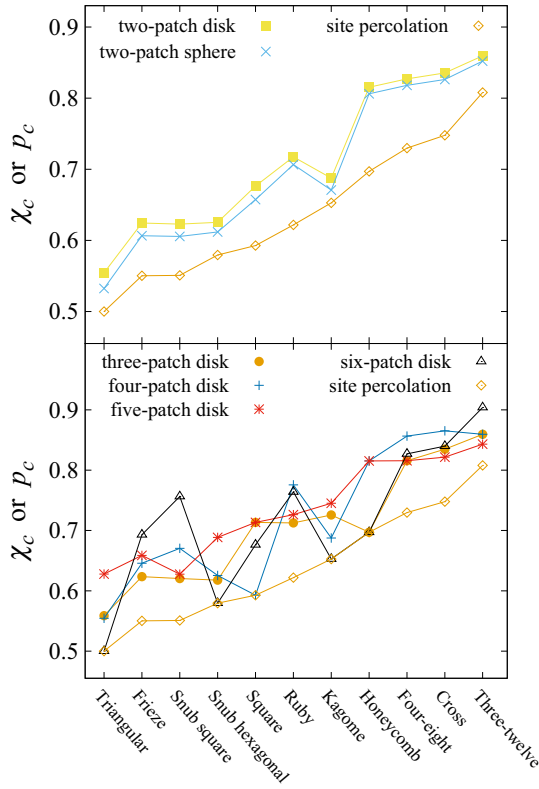 0.9
0.8
0.7
0.6
0.5
χc or pc
two-patch disk
two-patch sphere
site percolation
three-patch disk
four-patch disk
five-patch disk
six-patch disk
site percolation
0.9
0.8
0.7
0.6
0.5
χc or pc
Triangular
Frieze
Snub square
Snub hexagonal
Square
Ruby
Kagome
Honeycomb
Four-eight
Cross
Three-twelve